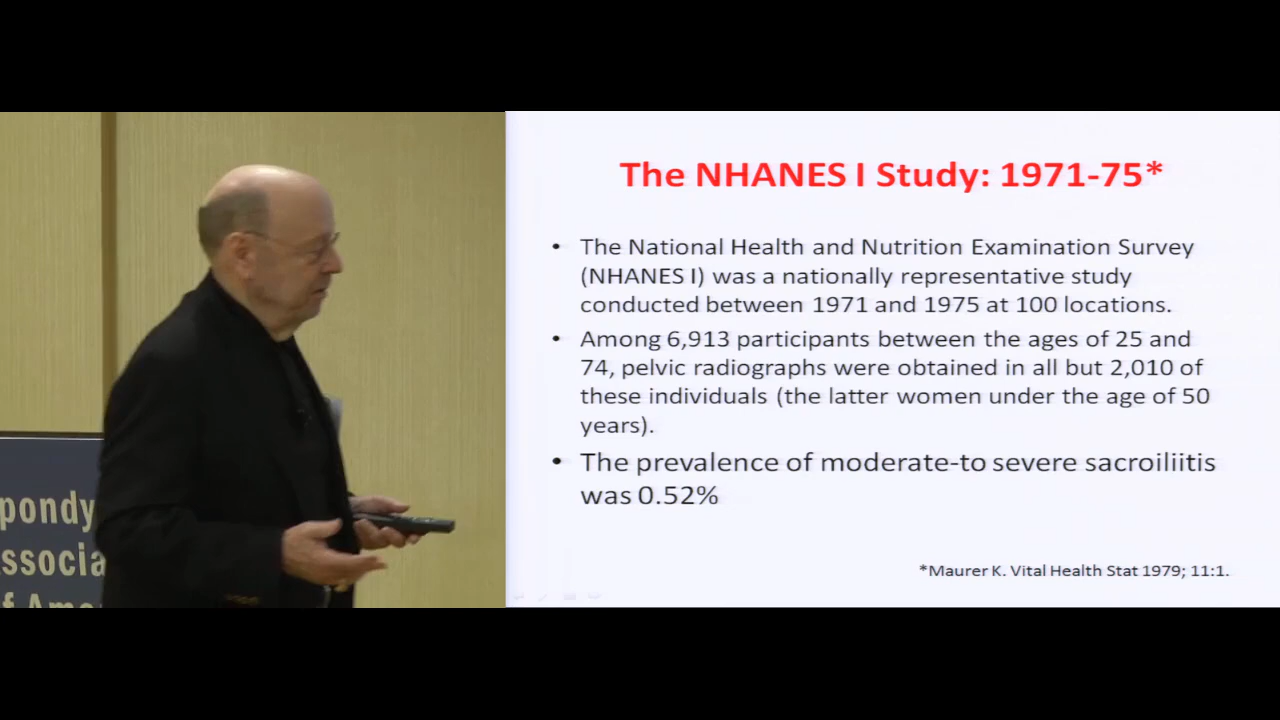 The NHANES I Study: 1971-75*
• The National Health and Nutrition Examination Survey
(NHANES I) was a nationally representative study
conducted between 1971 and 1975 at 100 locations.
• Among 6,913 participants between the ages of 25 and
74, pelvic radiographs were obtained in all but 2,010 of
these individuals (the latter women under the age of 50
years).
• The prevalence of moderate-to severe sacroiliitis
was 0.52%
*Maurer K. Vital Health Stat 1979; 11:1.
pondy
ssocia
f Ame